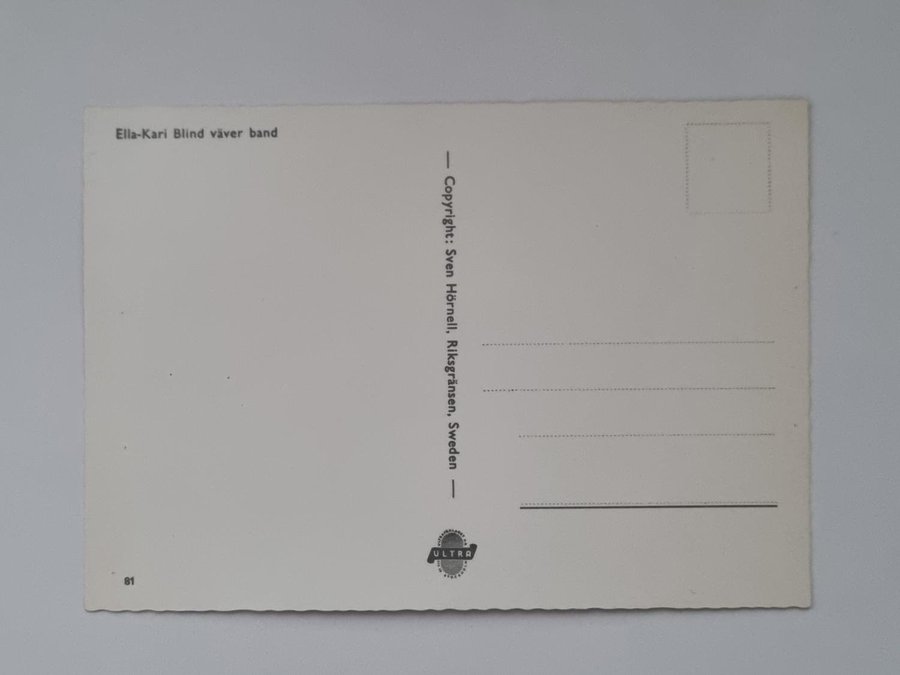 Ella-Kari Blind väver band
— Copyright: Sven Hörnell, Riksgränsen, Sweden —
ULTRA
81